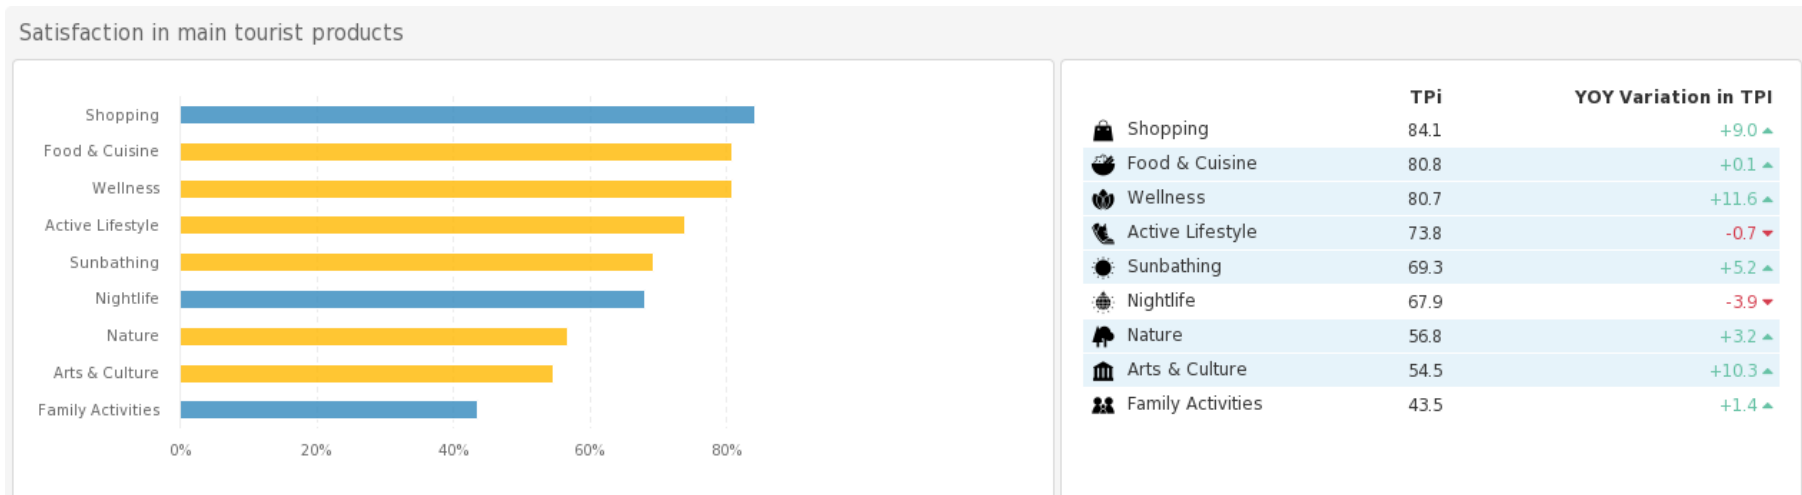 Satisfaction in main tourist products
Shopping
Food & Cuisine
Wellness
Active Lifestyle
Sunbathing
Nightlife
Nature
Arts & Culture
Family Activities
0% 20% 40% 60% 80%
TPi YOY Variation in TPI
Shopping 84.1 +9.0
Food & Cuisine 80.8 +0.1
Wellness 80.7 +11.6
Active Lifestyle 73.8 -0.7
Sunbathing 69.3 +5.2
Nightlife 67.9 -3.9
Nature 56.8 +3.2
Arts & Culture 54.5 +10.3
Family Activities 43.5 +1.4